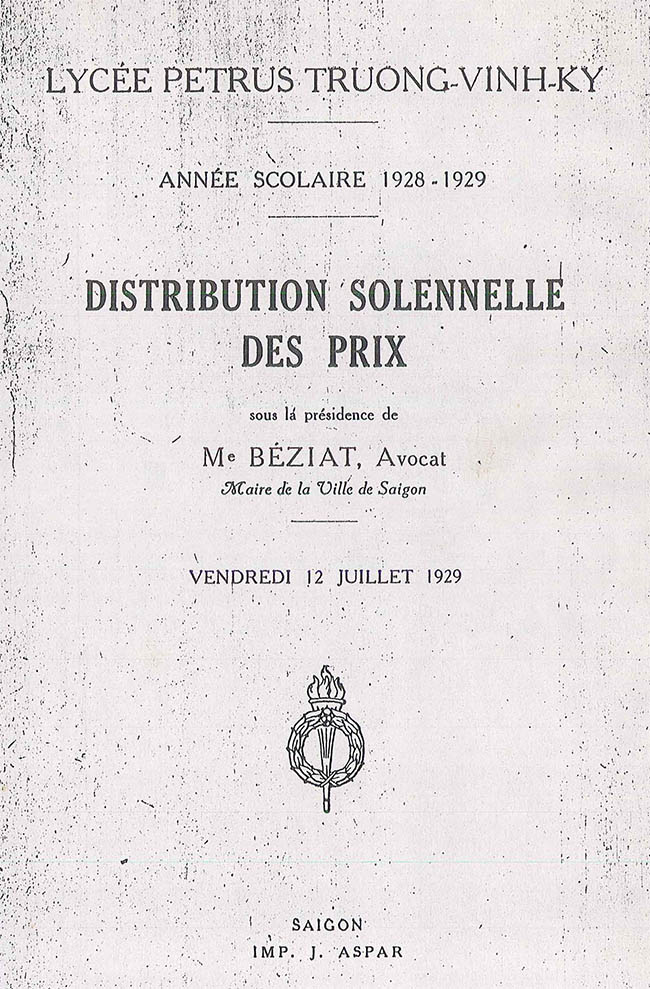 LYCÉE PETRUS TRUONG-VINH-KY
ANNÉE SCOLAIRE 1928-1929
DISTRIBUTION SOLENNELLE
DES PRIX
sous la présidence de
Me BÉZIAT, Avocat
Maire de la Ville de Saigon
VENDREDI 12 JUILLET 1929
SAIGON
IMP. J. ASPAR